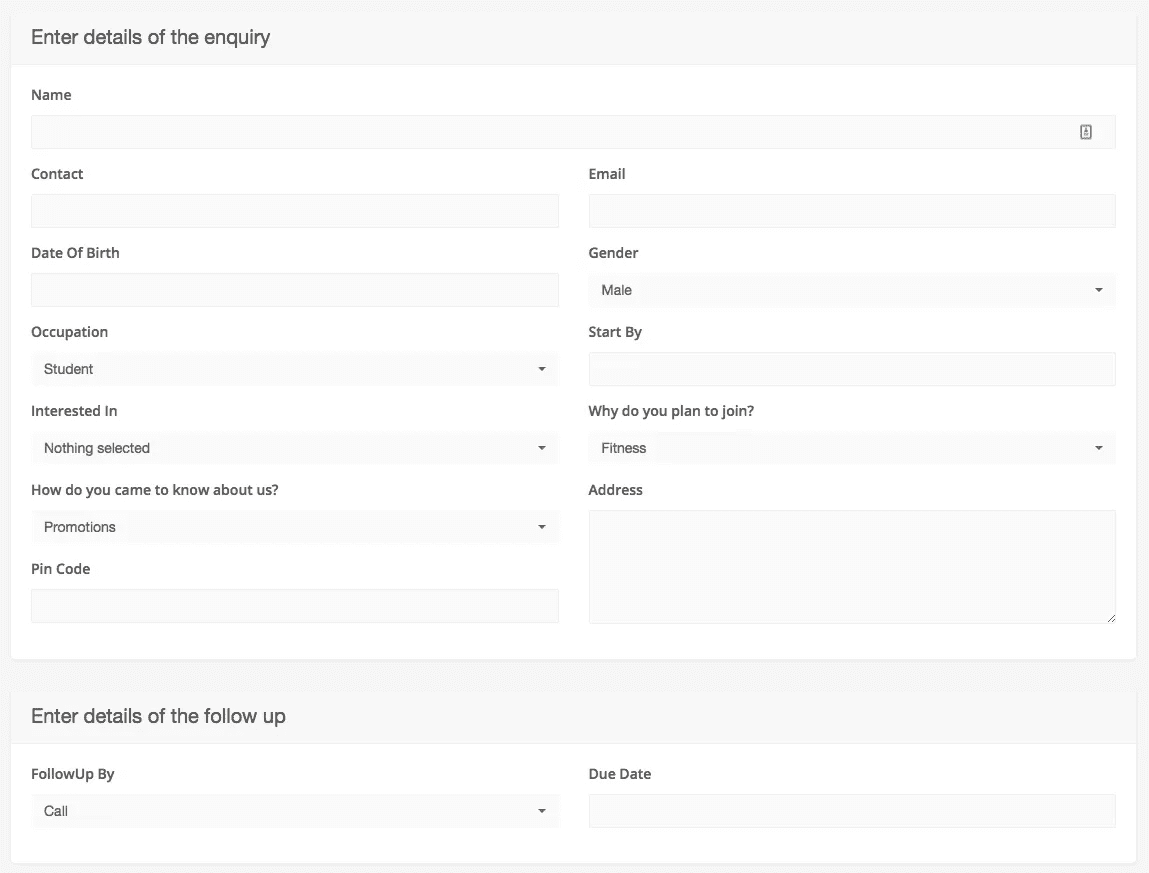 Enter details of the enquiry
Name
Contact
Email
Date Of Birth
Gender
Male
Occupation
Start By
Student
Interested In
Why do you plan to join?
Nothing selected
Fitness
How do you came to know about us?
Address
Promotions
Pin Code
Enter details of the follow up
FollowUp By
Due Date
Call